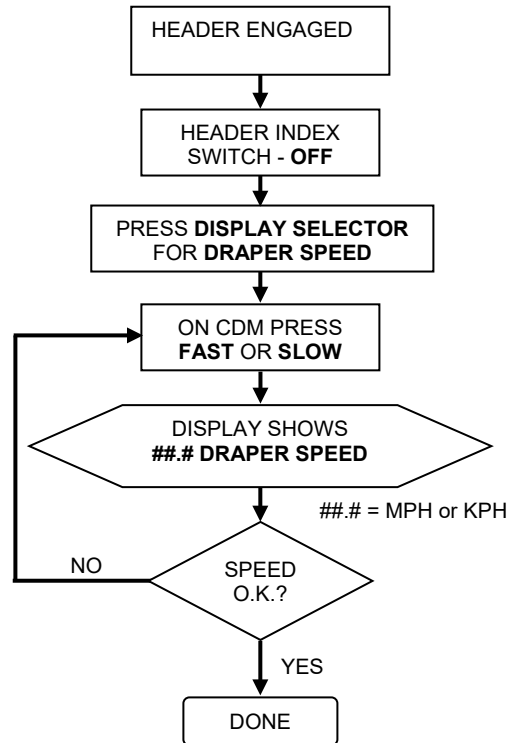 HEADER ENGAGED
HEADER INDEX
SWITCH - OFF
PRESS DISPLAY SELECTOR
FOR DRAPER SPEED
ON CDM PRESS
FAST OR SLOW
DISPLAY SHOWS
##.# DRAPER SPEED
##.# = MPH or KPH
NO
SPEED
O.K.?
YES
DONE